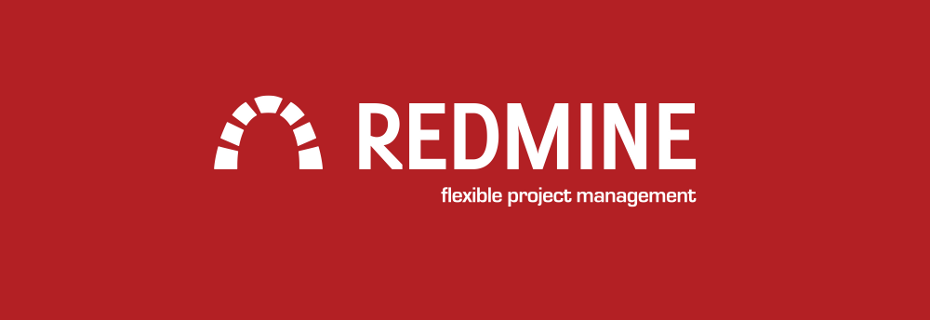 REDMINE
flexible project management